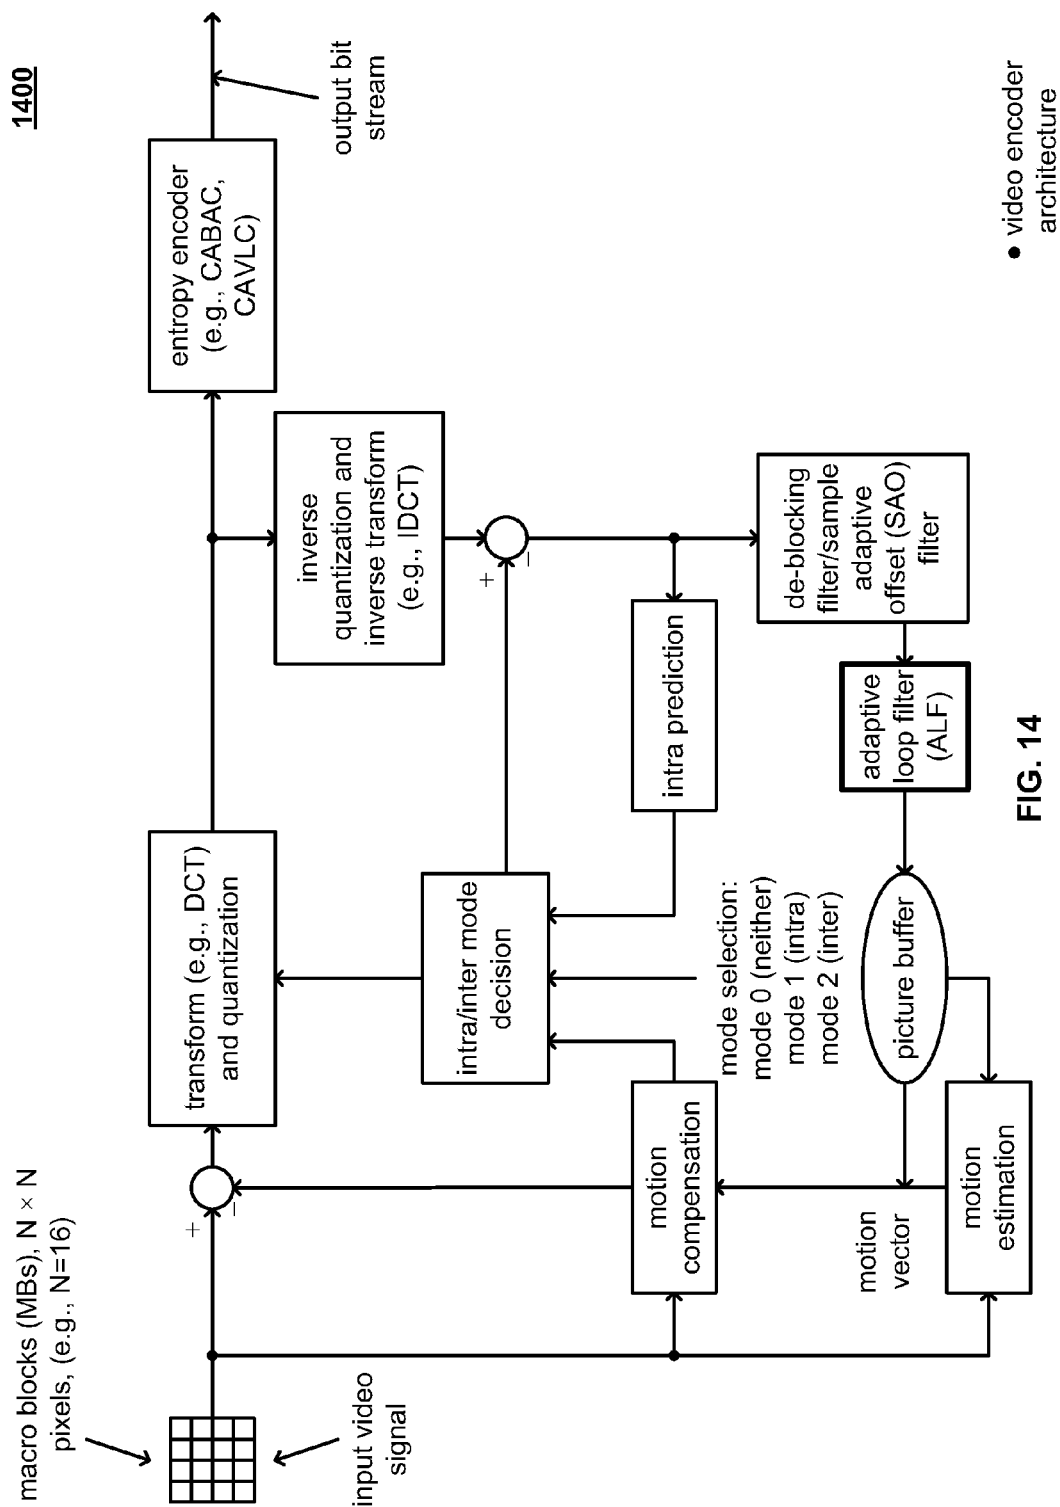 1400
macro blocks (MBs), N × N
pixels, (e.g., N=16)
input video
signal
+
−
transform (e.g., DCT)
and quantization
entropy encoder
(e.g., CABAC,
CAVLC)
output bit
stream
inverse
quantization and
inverse transform
(e.g., IDCT)
+
−
intra/inter mode
decision
motion
compensation
intra prediction
mode selection:
mode 0 (neither)
mode 1 (intra)
mode 2 (inter)
de-blocking
filter/sample
adaptive
offset (SAO)
filter
adaptive
loop filter
(ALF)
picture buffer
motion
vector
motion
estimation
• video encoder
architecture
FIG. 14